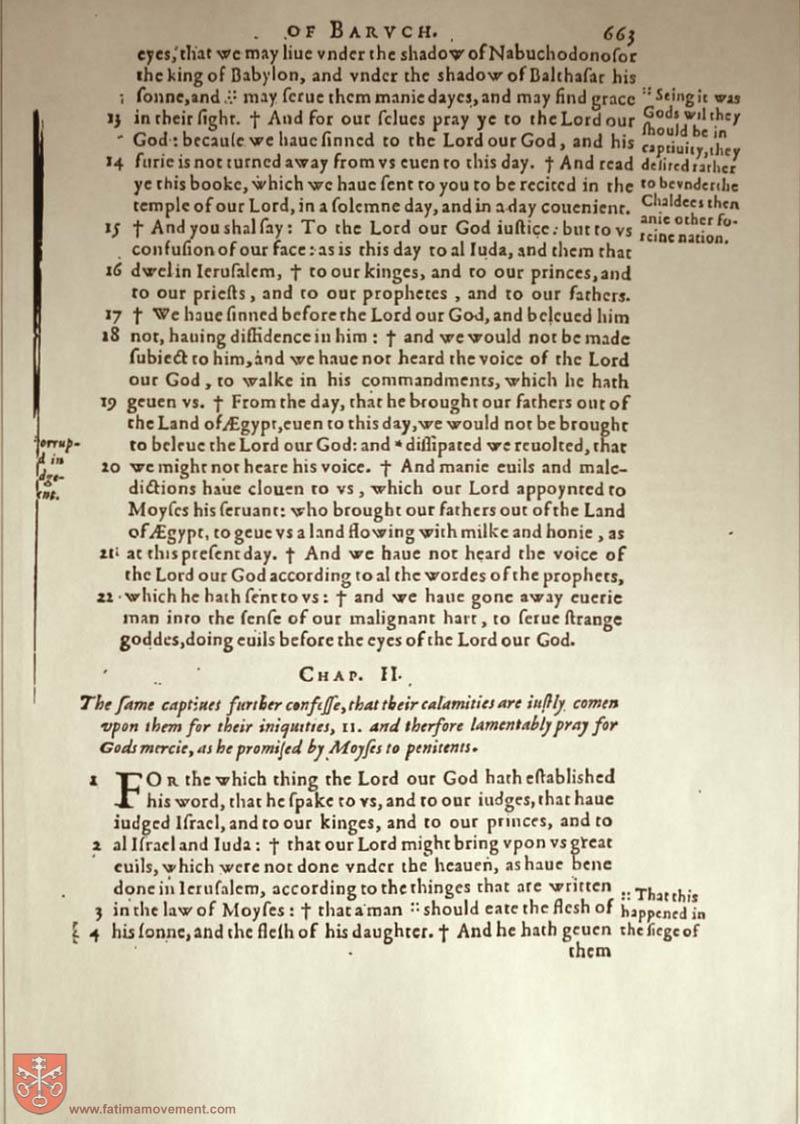 OF BARVCH. 663
eyes, that we may liue vnder the shadow of Nabuchodonosor
the king of Babylon, and vnder the shadow of Balthasar his
sonne, and :: may serue them manie dayes, and may find grace
13 in their sight. † And for our selues pray ye to the Lord our
God: because we haue sinned to the Lord our God, and his
14 furie is not turned away from vs euen to this day. † And read
ye this booke, which we haue sent to you to be recited in the
temple of our Lord, in a solemne day, and in a day couenient.
15 † And you shal say: To the Lord our God iustice: but to vs
confusion of our face: as is this day to al Iuda, and them that
16 dwel in Ierusalem, † to our kinges, and to our princes, and
to our priests, and to our prophetes, and to our fathers.
17 † We haue sinned before the Lord our God, and beleued him
18 not, hauing diffidence in him: † and we would not be made
subiect to him, and we haue not heard the voice of the Lord
our God, to walke in his commandments, which he hath
19 geuen vs. † From the day, that he brought our fathers out of
the Land of Ægypt, euen to this day, we would not be brought
to beleue the Lord our God: and * dissipated we reuolted, that
20 we might not heare his voice. † And manie euils and male-
dictions haue clouen to vs, which our Lord appoynted to
Moyses his seruant: who brought our fathers out of the Land
of Ægypt, to geue vs a land flowing with milke and honie, as
21 at this present day. † And we haue not heard the voice of
the Lord our God according to al the wordes of the prophets,
22 which he hath sent to vs: † and we haue gone away euerie
man into the sense of our malignant hart, to serue strange
goddes, doing euils before the eyes of the Lord our God.
:: Seing it was
Gods wil they
should be in
captiuity, they
desired rather
to be vnder the
Chaldees then
anie other fo-
reine nation.
orrup-
d in
dge-
ent.
CHAP. II.
The same captiues further confesse, that their calamities are iustly comen
vpon them for their iniquities, 11. and therfore lamentably pray for
Gods mercie, as he promised by Moyses to penitents.
1 FOR the which thing the Lord our God hath established
his word, that he spake to vs, and to our iudges, that haue
iudged Israel, and to our kinges, and to our princes, and to
2 al Israel and Iuda: † that our Lord might bring vpon vs great
euils, which were not done vnder the heauen, as haue bene
done in Ierusalem, according to the thinges that are written
3 in the law of Moyses: † that a man :: should eate the flesh of
4 his sonne, and the flesh of his daughter. † And he hath geuen
them
:: That this
happened in
the siege of
www.fatimamovement.com